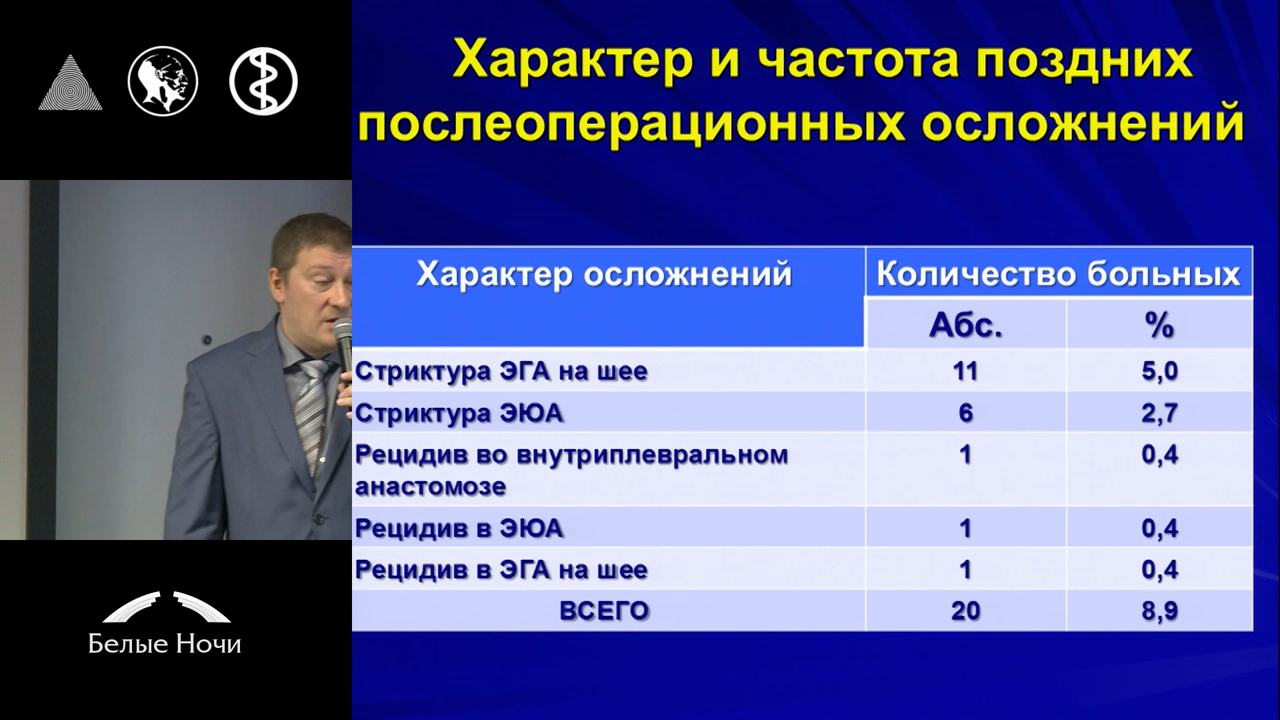 Характер и частота поздних
послеоперационных осложнений
Характер осложнений
Количество больных
Абс.
%
Стриктура ЭГА на шее
11
5,0
Стриктура ЭЮА
6
2,7
Рецидив во внутриплевральном
анастомозе
1
0,4
Рецидив в ЭЮА
1
0,4
Рецидив в ЭГА на шее
1
0,4
ВСЕГО
20
8,9
Белые Ночи